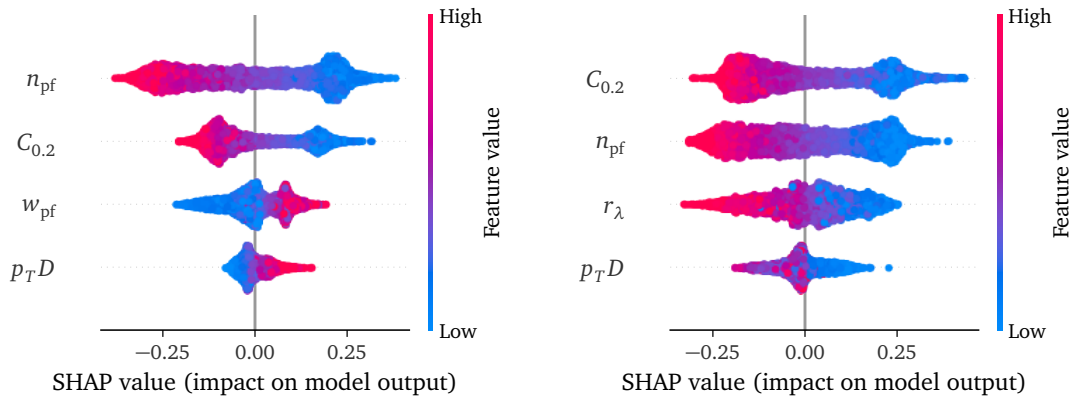 High
n_pf
C_0.2
w_pf
p_T D
Low
Feature value
−0.25 0.00 0.25
SHAP value (impact on model output)
High
C_0.2
n_pf
r_λ
p_T D
Low
Feature value
−0.25 0.00 0.25
SHAP value (impact on model output)